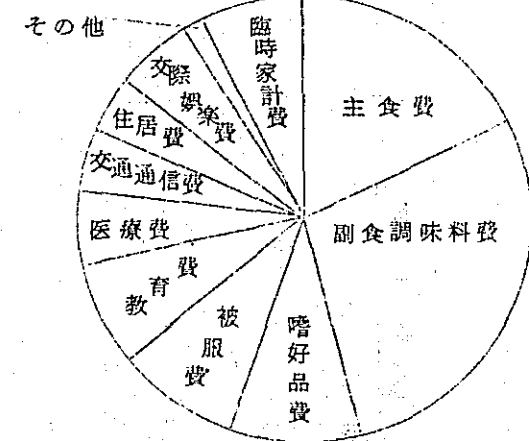 その他
臨時家計費
主食費
副食調味料費
嗜好品費
被服費
教育費
医療費
交通通信費
住居費
交際娯楽費